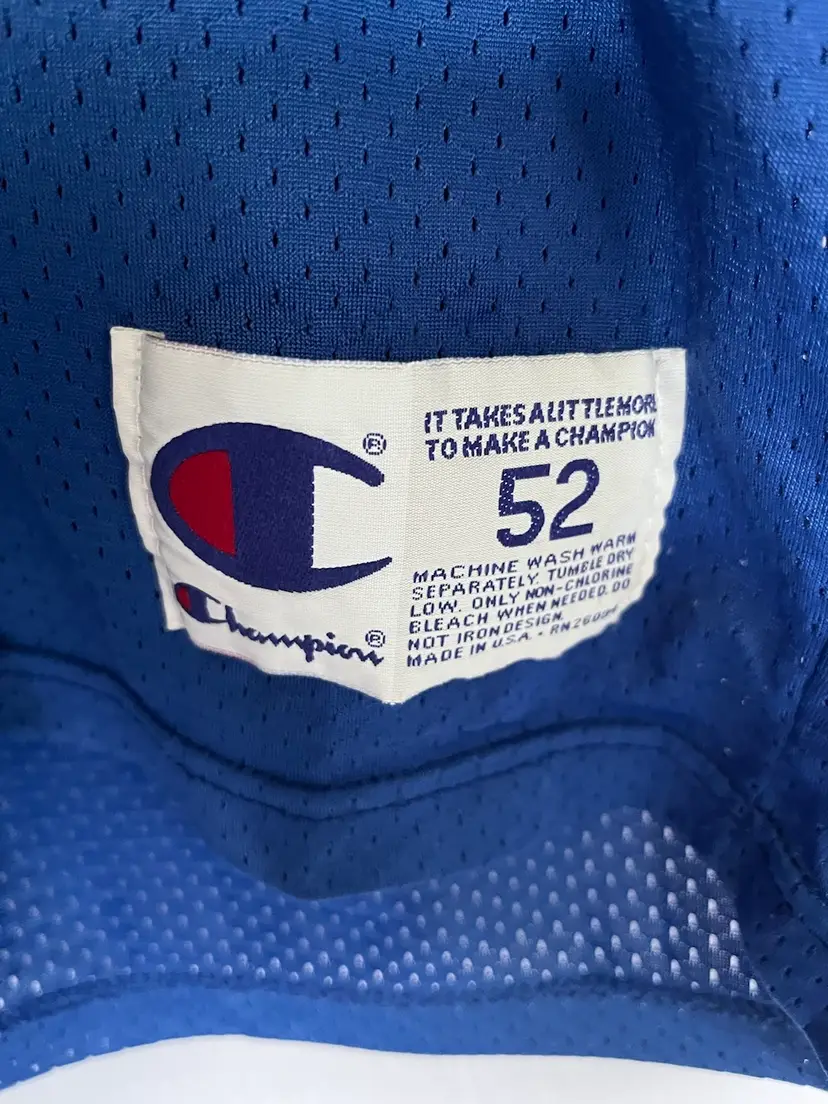 ®
Champion®
IT TAKES A LITTLE MORE
TO MAKE A CHAMPION
52
MACHINE WASH WARM
SEPARATELY. TUMBLE DRY
LOW. ONLY NON-CHLORINE
BLEACH WHEN NEEDED. DO
NOT IRON DESIGN.
MADE IN U.S.A. - RN26094